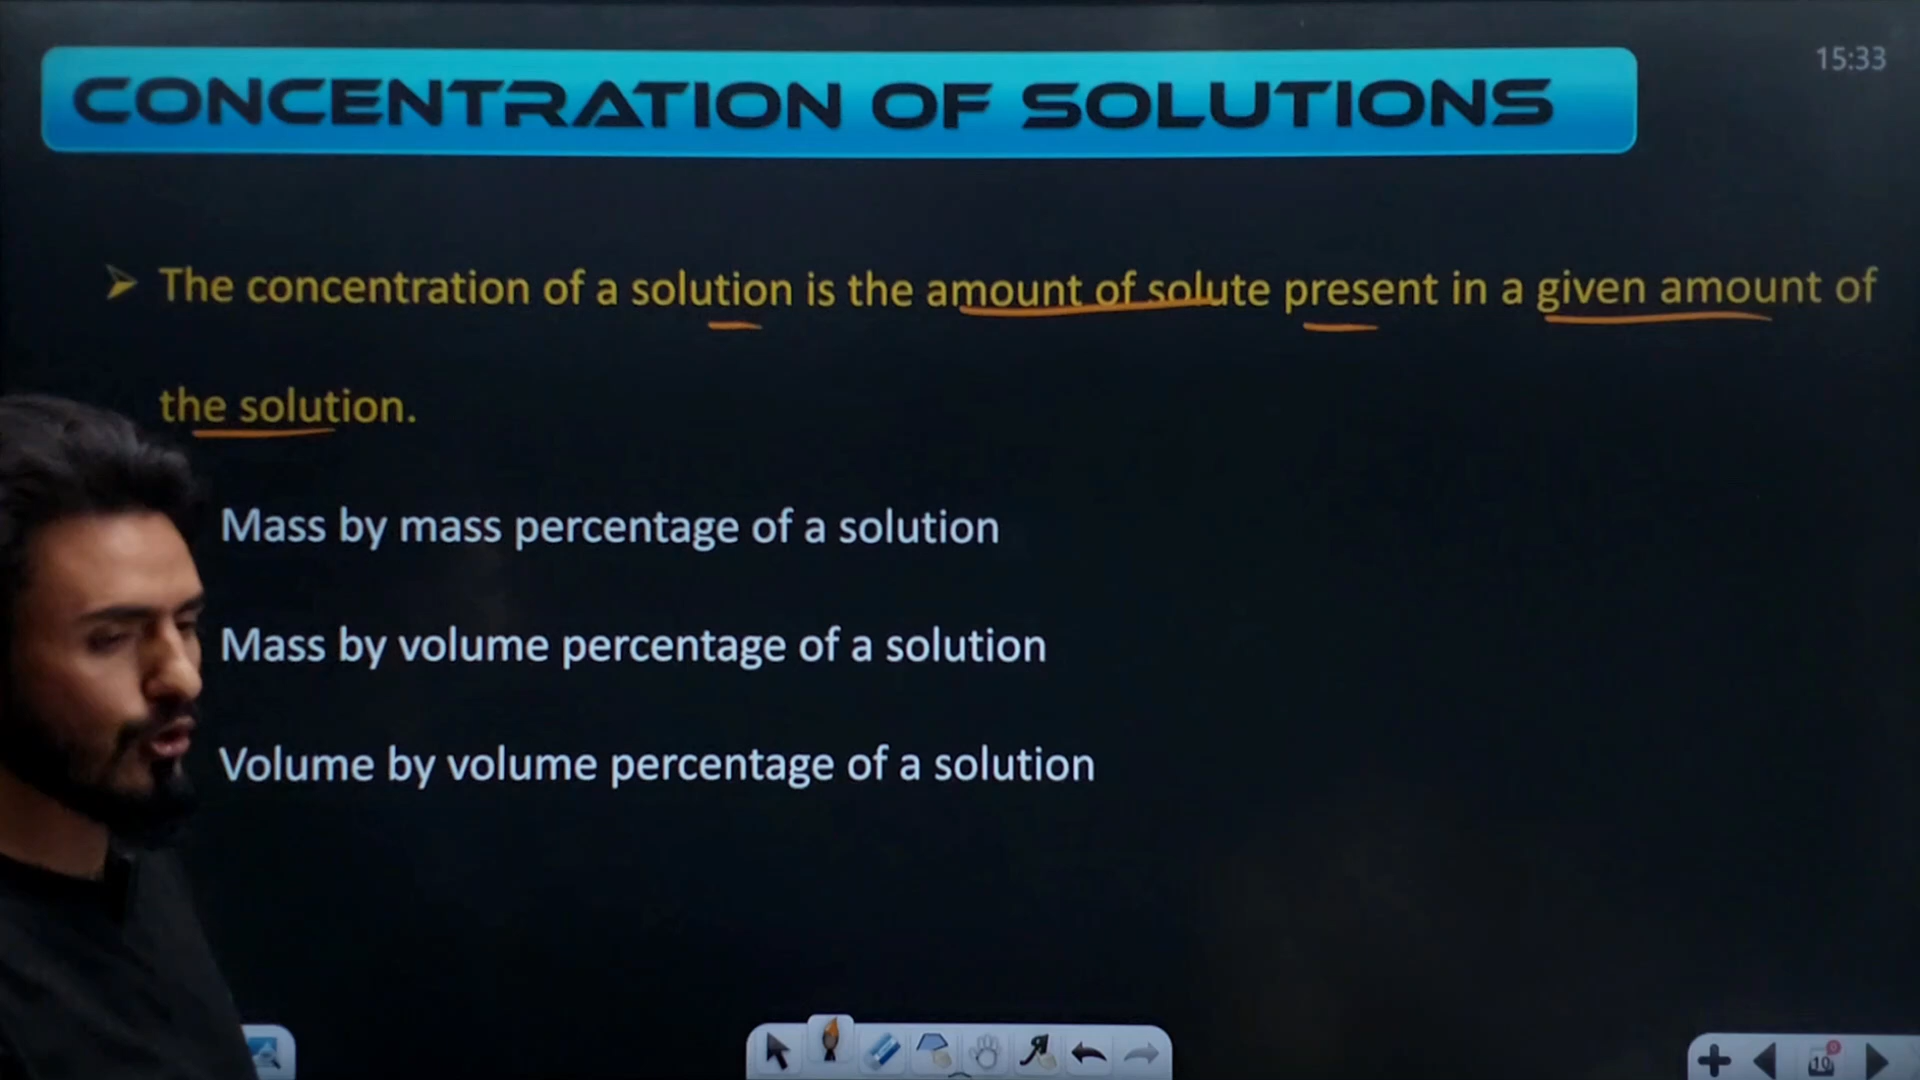 CONCENTRATION OF SOLUTIONS
15:33
The concentration of a solution is the amount of solute present in a given amount of
the solution.
Mass by mass percentage of a solution
Mass by volume percentage of a solution
Volume by volume percentage of a solution
10